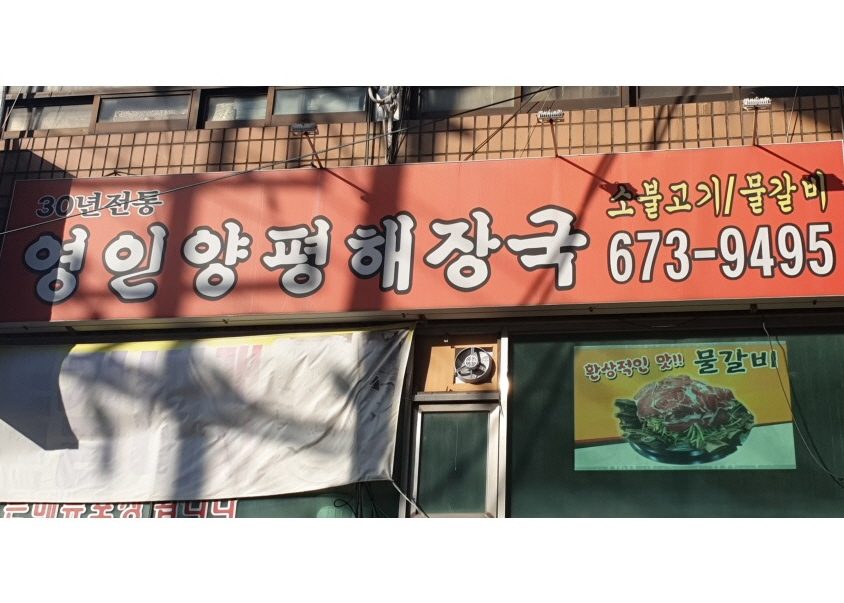 30년전통
영인양평해장국
소불고기/물갈비
673-9495
환상적인 맛!! 물갈비